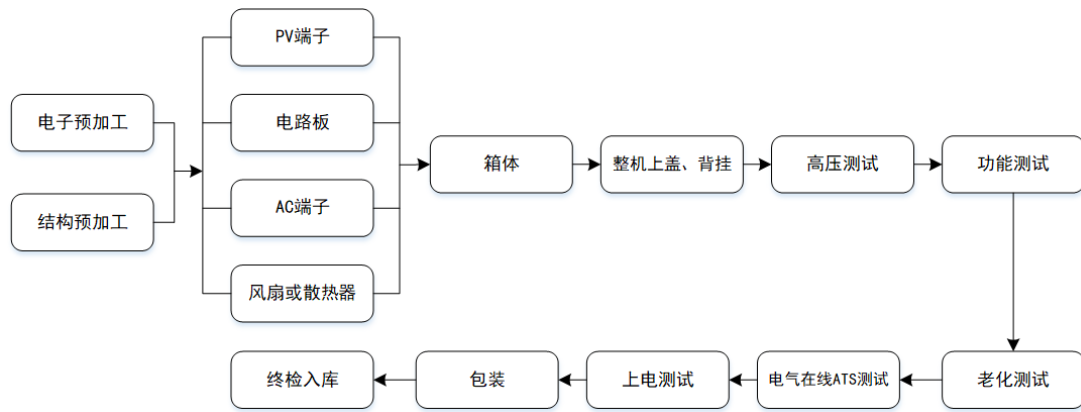 电子预加工
结构预加工
PV端子
电路板
AC端子
风扇或散热器
箱体
整机上盖、背挂
高压测试
功能测试
老化测试
电气在线ATS测试
上电测试
包装
终检入库